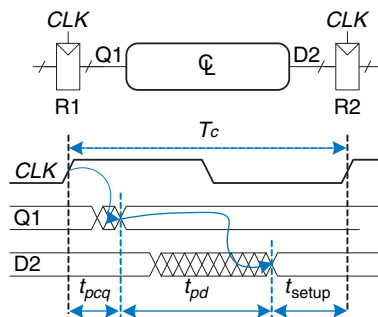 CLK CLK
Q1 CL D2
R1 R2
Tc
CLK
Q1
D2
tpcq tpd tsetup